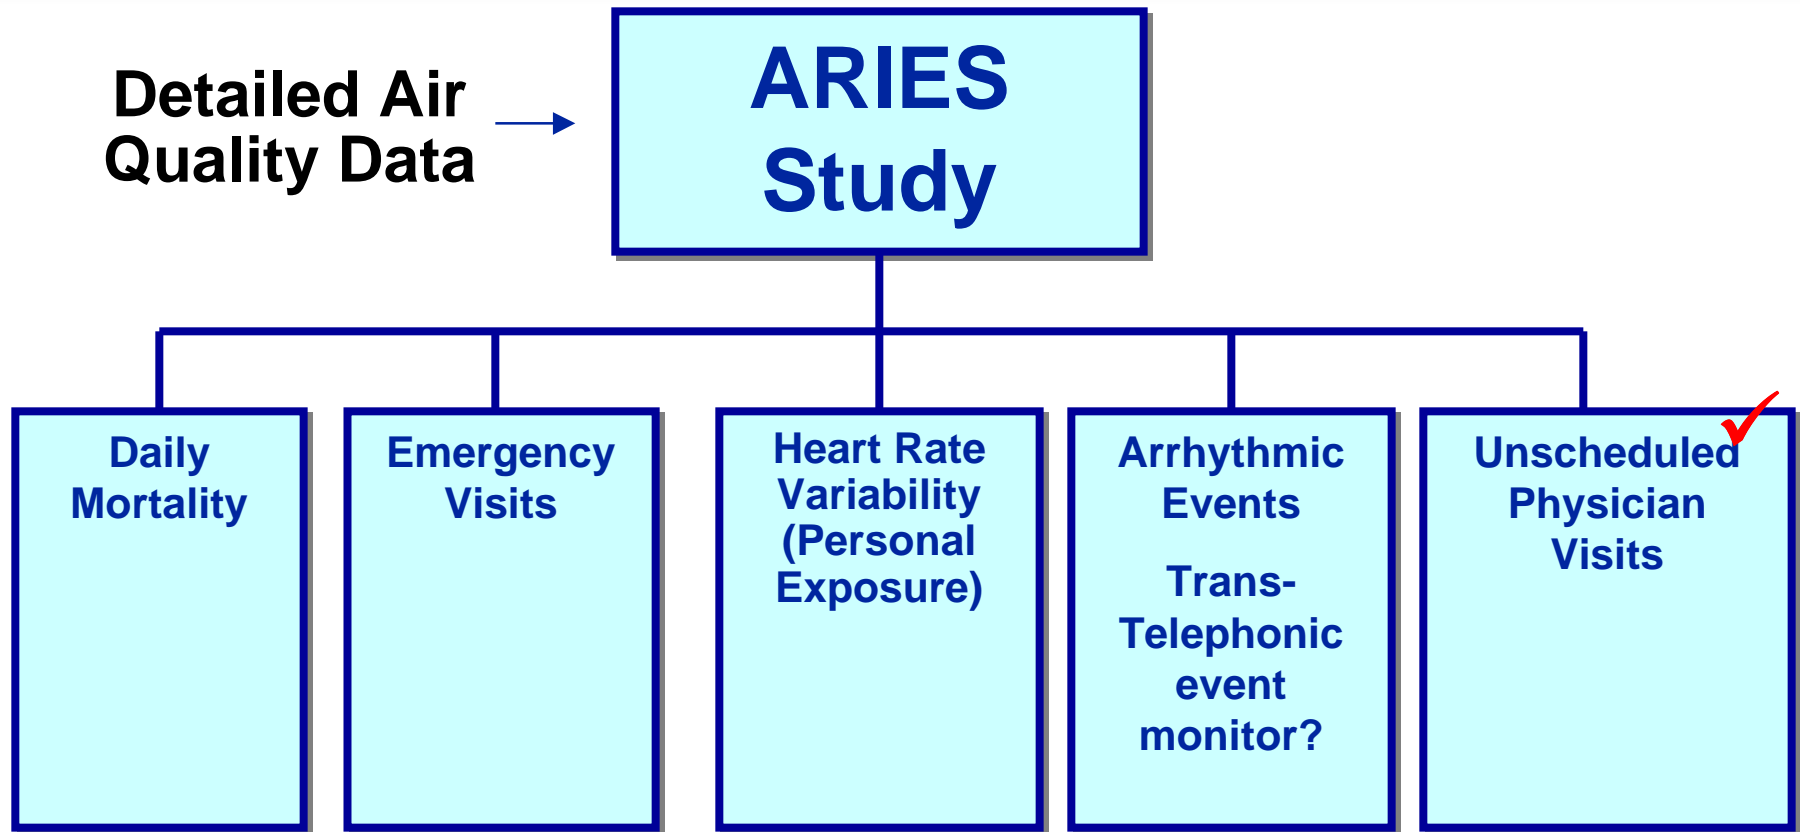 Detailed Air
Quality Data
ARIES
Study
Daily
Mortality
Emergency
Visits
Heart Rate
Variability
(Personal
Exposure)
Arrhythmic
Events
Trans-
Telephonic
event
monitor?
Unscheduled
Physician
Visits